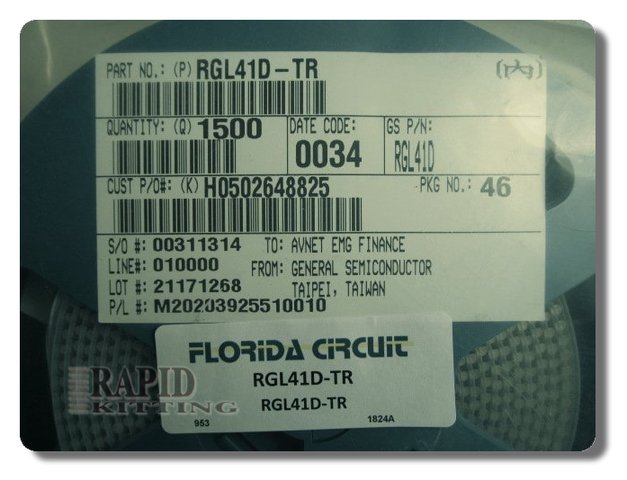 PART NO.: (P) RGL41D-TR
QUANTITY: (Q) 1500 DATE CODE: 0034 GS P/N: RGL41D
CUST P/O#: (K) H0502648825 PKG NO.: 46
S/O #: 00311314 TO: AVNET EMG FINANCE
LINE#: 010000 FROM: GENERAL SEMICONDUCTOR
LOT #: 21171268 TAIPEI, TAIWAN
P/L #: M20203925510010
FLORIDA CIRCUIT
RGL41D-TR
RGL41D-TR
953 1824A
RAPID
KITTING